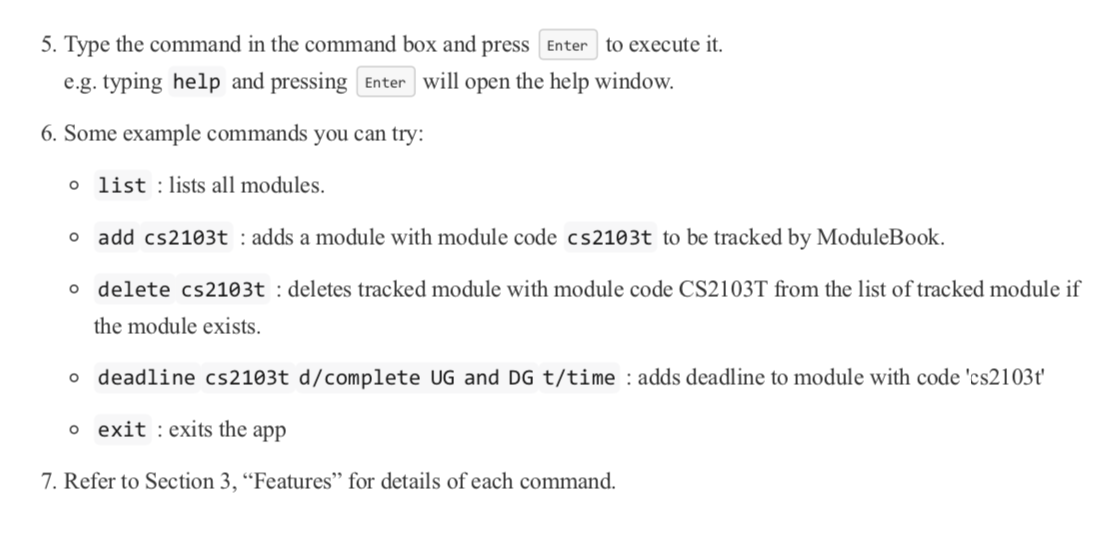 5. Type the command in the command box and press Enter to execute it.
e.g. typing help and pressing Enter will open the help window.
6. Some example commands you can try:
list : lists all modules.
add cs2103t : adds a module with module code cs2103t to be tracked by ModuleBook.
delete cs2103t : deletes tracked module with module code CS2103T from the list of tracked module if
the module exists.
deadline cs2103t d/complete UG and DG t/time : adds deadline to module with code 'cs2103t'
exit : exits the app
7. Refer to Section 3, “Features” for details of each command.